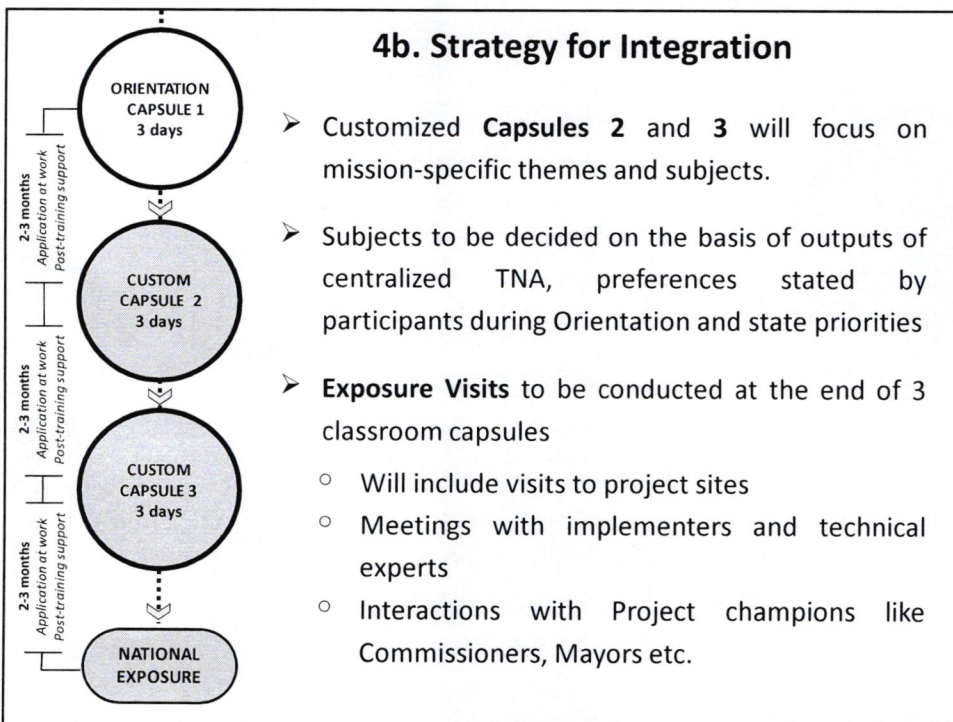 4b. Strategy for Integration
ORIENTATION
CAPSULE 1
3 days
2-3 months
Application at work
Post-training support
CUSTOM
CAPSULE 2
3 days
2-3 months
Application at work
Post-training support
CUSTOM
CAPSULE 3
3 days
2-3 months
Application at work
Post-training support
NATIONAL
EXPOSURE
➢ Customized Capsules 2 and 3 will focus on
mission-specific themes and subjects.
➢ Subjects to be decided on the basis of outputs of
centralized TNA, preferences stated by
participants during Orientation and state priorities
➢ Exposure Visits to be conducted at the end of 3
classroom capsules
○ Will include visits to project sites
○ Meetings with implementers and technical
experts
○ Interactions with Project champions like
Commissioners, Mayors etc.